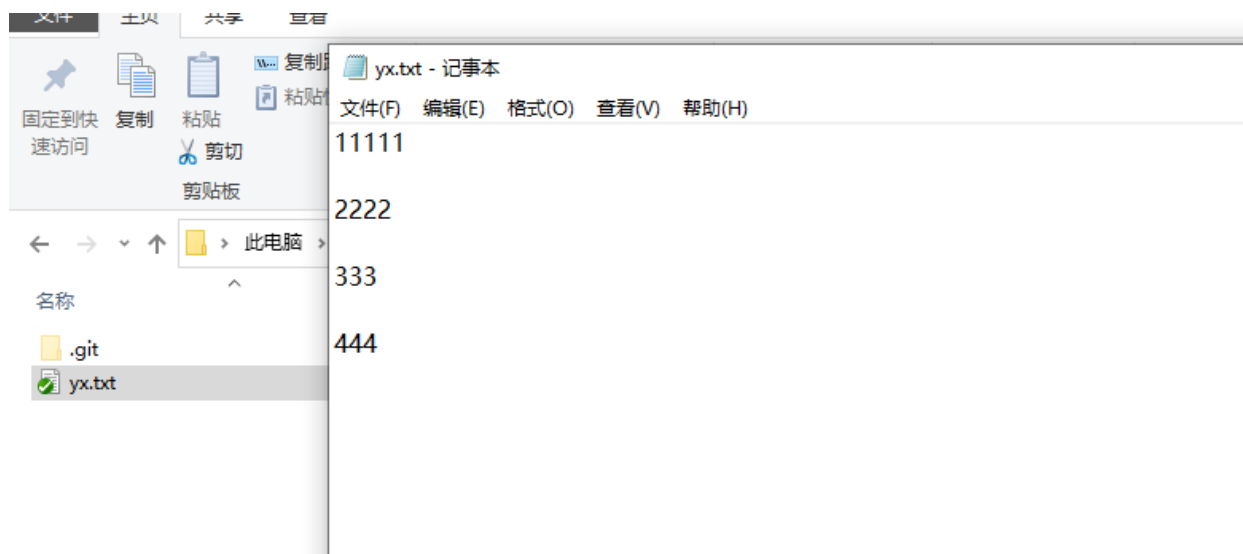 文件 主页 共享 查看
固定到快
速访问
复制
粘贴
剪切
剪贴板
复制
粘贴
此电脑
名称
.git
yx.txt
yx.txt - 记事本
文件(F) 编辑(E) 格式(O) 查看(V) 帮助(H)
11111
2222
333
444